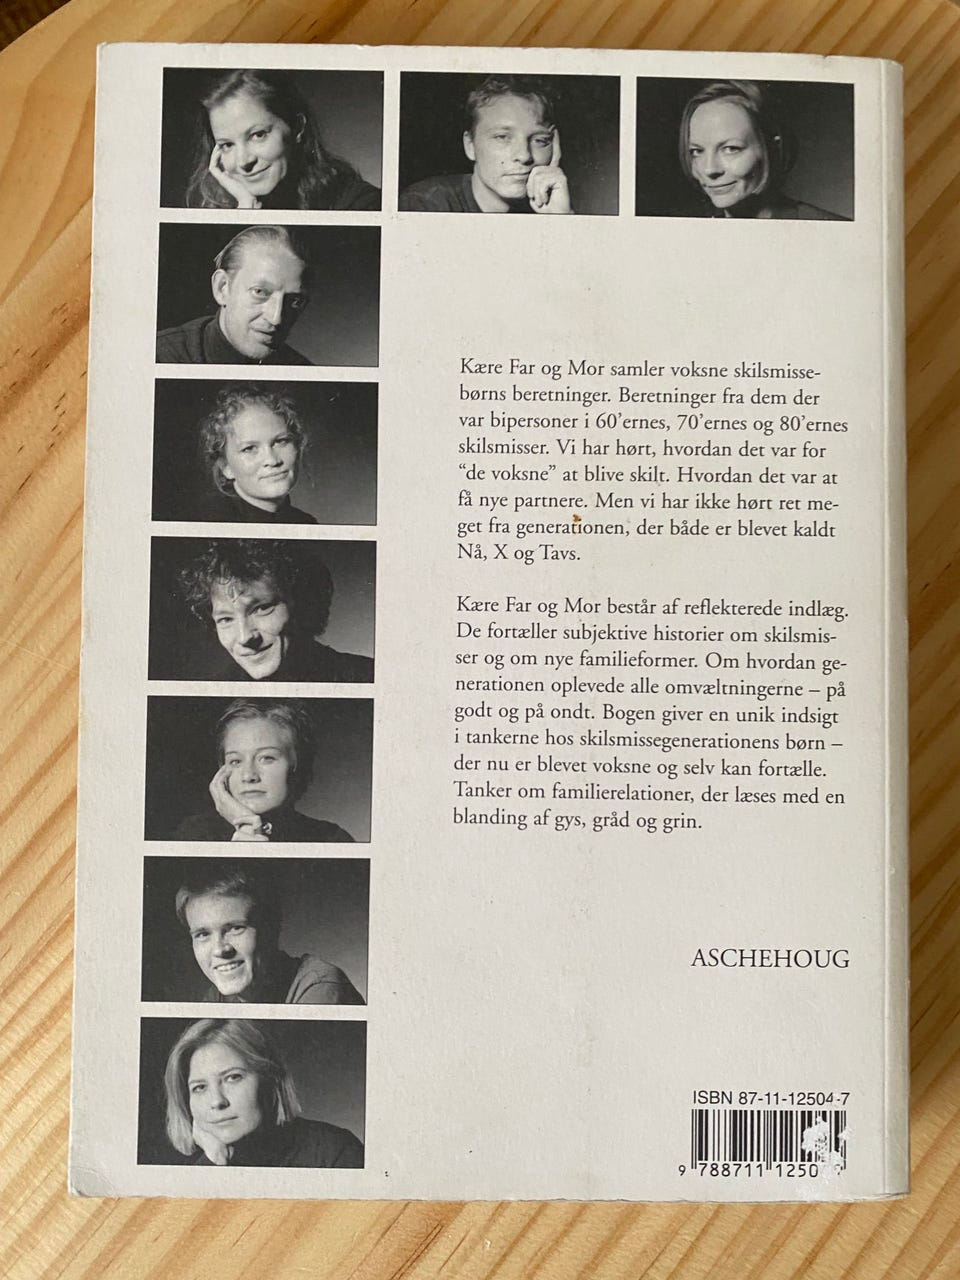 Kære Far og Mor samler voksne skilsmisse-
børns beretninger. Beretninger fra dem der
var bipersoner i 60’ernes, 70’ernes og 80’ernes
skilsmisser. Vi har hørt, hvordan det var for
“de voksne” at blive skilt. Hvordan det var at
få nye partnere. Men vi har ikke hørt ret me-
get fra generationen, der både er blevet kaldt
Nå, X og Tavs.
Kære Far og Mor består af reflekterede indlæg.
De fortæller subjektive historier om skilsmis-
ser og om nye familieformer. Om hvordan ge-
nerationen oplevede alle omvæltningerne – på
godt og på ondt. Bogen giver en unik indsigt
i tankerne hos skilsmissegenerationens børn –
der nu er blevet voksne og selv kan fortælle.
Tanker om familierelationer, der læses med en
blanding af gys, gråd og grin.
ASCHEHOUG
ISBN 87-11-12504-7
9 788711 1250